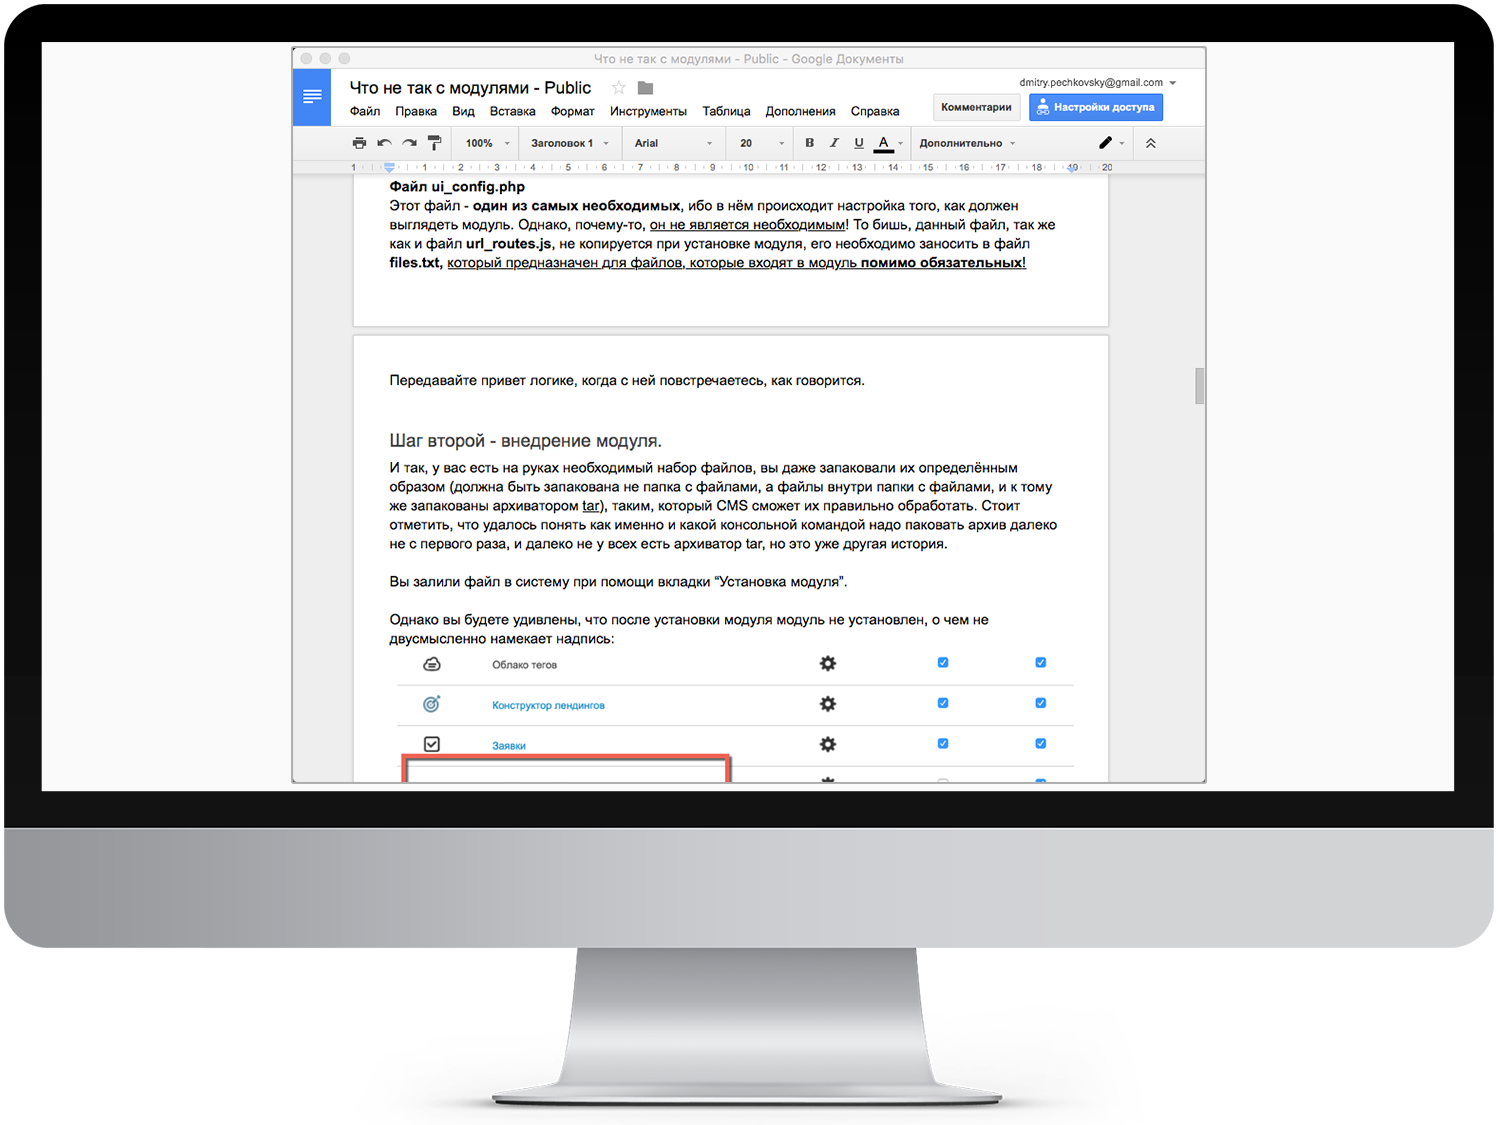 Что не так с модулями - Public - Google Документы
Что не так с модулями - Public
dmitry.pechkovsky@gmail.com
Файл Правка Вид Вставка Формат Инструменты Таблица Дополнения Справка
Комментарии
Настройки доступа
100% Заголовок 1 Arial 20 B I U A Дополнительно
1 1 2 3 4 5 6 7 8 9 10 11 12 13 14 15 16 17 18 19 20
Файл ui_config.php
Этот файл - один из самых необходимых, ибо в нём происходит настройка того, как должен
выглядеть модуль. Однако, почему-то, он не является необходимым! То бишь, данный файл, так же
как и файл url_routes.js, не копируется при установке модуля, его необходимо заносить в файл
files.txt, который предназначен для файлов, которые входят в модуль помимо обязательных!
Передавайте привет логике, когда с ней повстречаетесь, как говорится.
Шаг второй - внедрение модуля.
И так, у вас есть на руках необходимый набор файлов, вы даже запаковали их определённым
образом (должна быть запакована не папка с файлами, а файлы внутри папки с файлами, и к тому
же запакованы архиватором tar), таким, который CMS сможет их правильно обработать. Стоит
отметить, что удалось понять как именно и какой консольной командой надо паковать архив далеко
не с первого раза, и далеко не у всех есть архиватор tar, но это уже другая история.
Вы залили файл в систему при помощи вкладки “Установка модуля”.
Однако вы будете удивлены, что после установки модуля модуль не установлен, о чем не
двусмысленно намекает надпись:
Облако тегов
Конструктор лендингов
Заявки